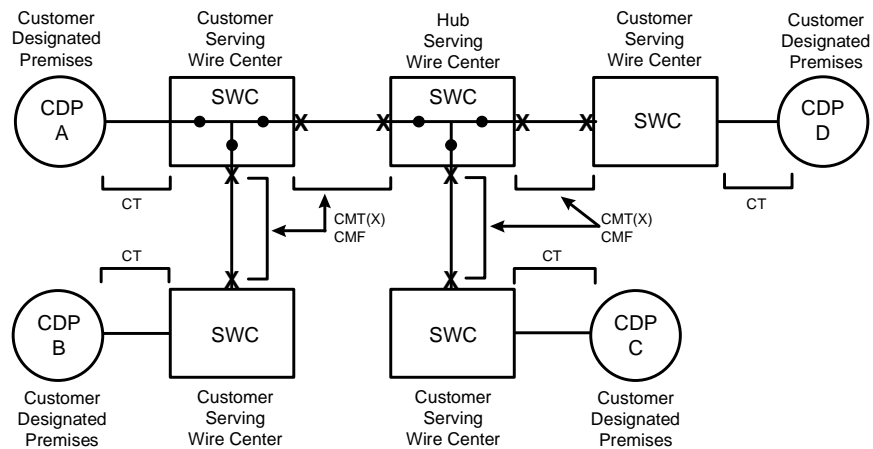 Customer
Designated
Premises
Customer
Serving
Wire Center
Hub
Serving
Wire Center
Customer
Serving
Wire Center
Customer
Designated
Premises
CDP
A
SWC
SWC
SWC
CDP
D
X
X
X
X
X
X
CT
CMT(X)
CMF
CMT(X)
CMF
CT
CT
CT
X
X
CDP
B
SWC
SWC
CDP
C
Customer
Designated
Premises
Customer
Serving
Wire Center
Customer
Serving
Wire Center
Customer
Designated
Premises